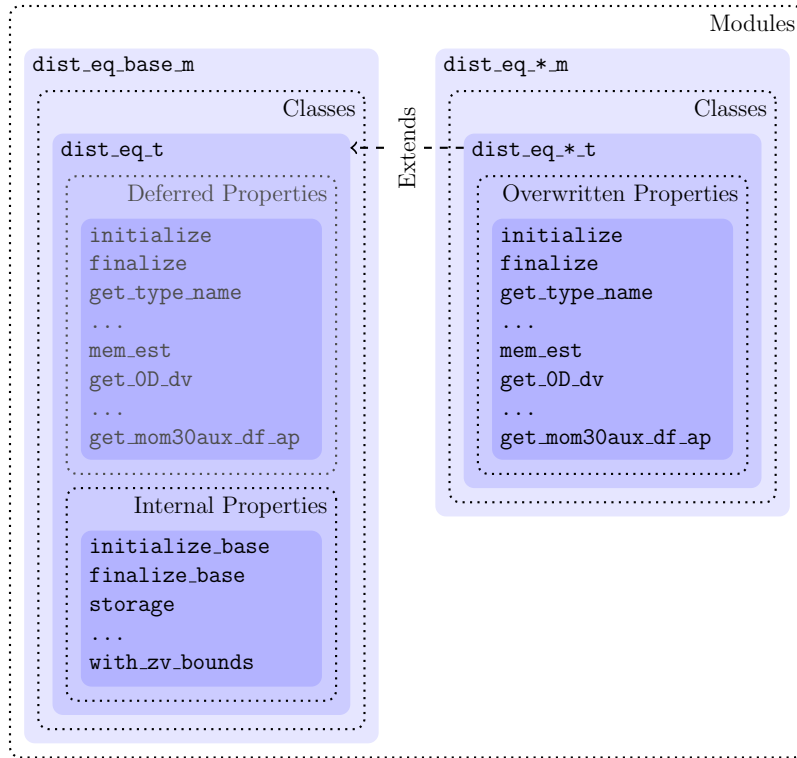 Modules
dist_eq_base_m
Classes
dist_eq_t
Deferred Properties
initialize
finalize
get_type_name
...
mem_est
get_0D_dv
...
get_mom30aux_df_ap
Internal Properties
initialize_base
finalize_base
storage
...
with_zv_bounds
Extends
dist_eq_*_m
Classes
dist_eq_*_t
Overwritten Properties
initialize
finalize
get_type_name
...
mem_est
get_0D_dv
...
get_mom30aux_df_ap